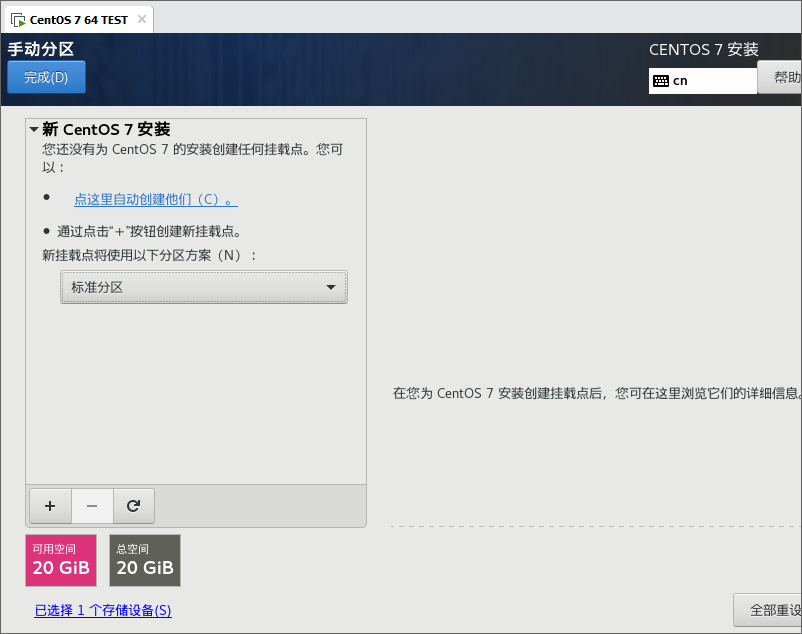 CentOS 7 64 TEST
手动分区
CENTOS 7 安装
完成(D)
cn
帮助
新 CentOS 7 安装
您还没有为 CentOS 7 的安装创建任何挂载点。您可
以：
点这里自动创建他们（C）。
通过点击“+”按钮创建新挂载点。
新挂载点将使用以下分区方案（N）：
标准分区
在您为 CentOS 7 安装创建挂载点后，您可在这里浏览它们的详细信息。
+ −
可用空间
20 GiB
总空间
20 GiB
已选择 1 个存储设备(S)
全部重设